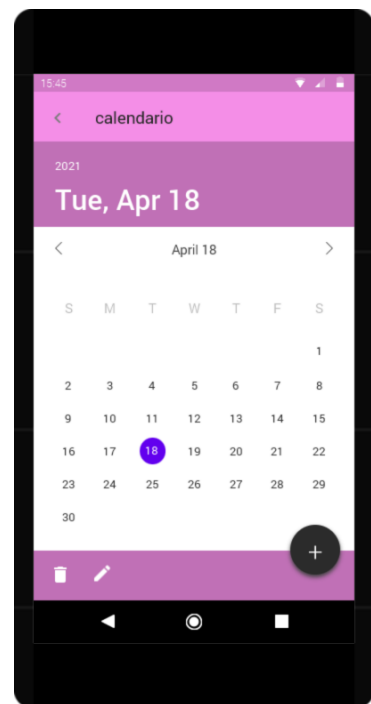 15:45
calendario
2021
Tue, Apr 18
April 18
S M T W T F S
1
2 3 4 5 6 7 8
9 10 11 12 13 14 15
16 17 18 19 20 21 22
23 24 25 26 27 28 29
30
+